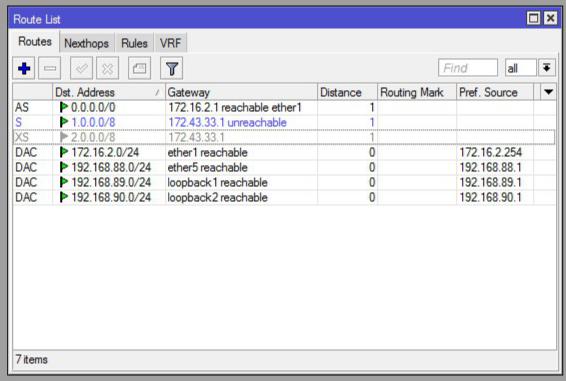 Route List
Routes Nexthops Rules VRF
Find all
Dst. Address / Gateway Distance Routing Mark Pref. Source
AS 0.0.0.0/0 172.16.2.1 reachable ether1 1
S 1.0.0.0/8 172.43.33.1 unreachable 1
XS 2.0.0.0/8 172.43.33.1 1
DAC 172.16.2.0/24 ether1 reachable 0 172.16.2.254
DAC 192.168.88.0/24 ether5 reachable 0 192.168.88.1
DAC 192.168.89.0/24 loopback1 reachable 0 192.168.89.1
DAC 192.168.90.0/24 loopback2 reachable 0 192.168.90.1
7 items